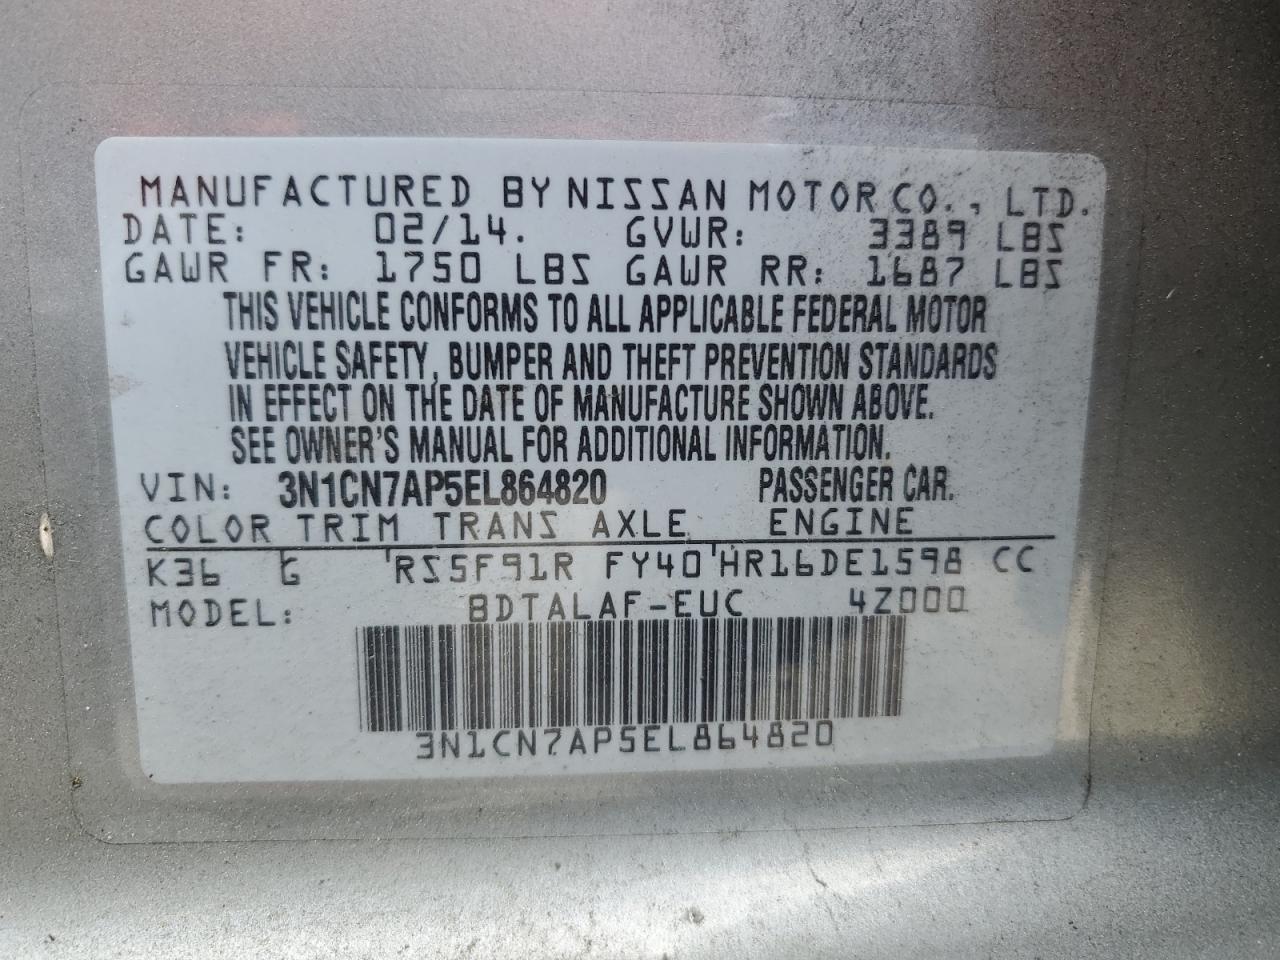 MANUFACTURED BY NISSAN MOTOR CO., LTD.
DATE: 02/14. GVWR: 3389 LBS
GAWR FR: 1750 LBS GAWR RR: 1687 LBS
THIS VEHICLE CONFORMS TO ALL APPLICABLE FEDERAL MOTOR
VEHICLE SAFETY, BUMPER AND THEFT PREVENTION STANDARDS
IN EFFECT ON THE DATE OF MANUFACTURE SHOWN ABOVE.
SEE OWNER'S MANUAL FOR ADDITIONAL INFORMATION.
VIN: 3N1CN7AP5EL864820 PASSENGER CAR.
COLOR TRIM TRANS AXLE ENGINE
K36 G RS5F91R FY40 HR16DE1598 CC
MODEL: BDTALAF-EUC 4Z000
3N1CN7AP5EL864820